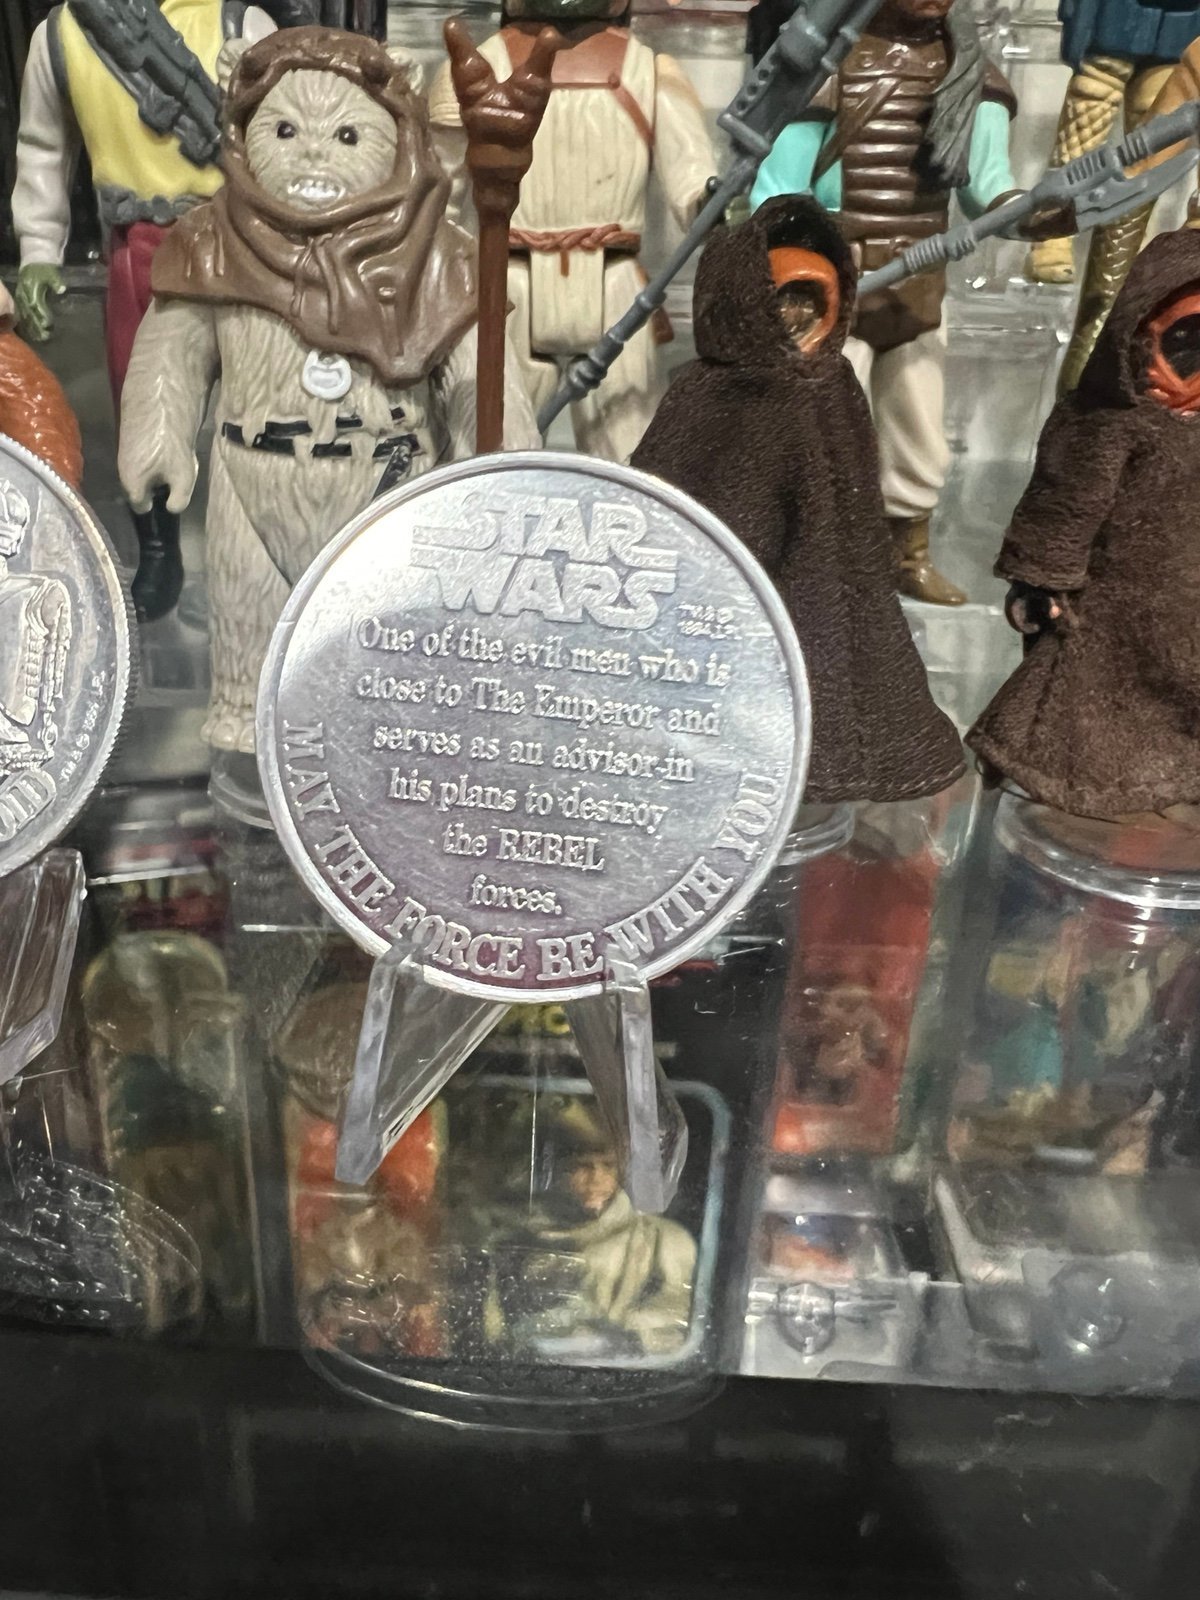 STAR
WARS
One of the evil men who is
close to The Emperor and
serves as an advisor in
his plans to destroy
the REBEL
forces.
MAY THE FORCE BE WITH YOU